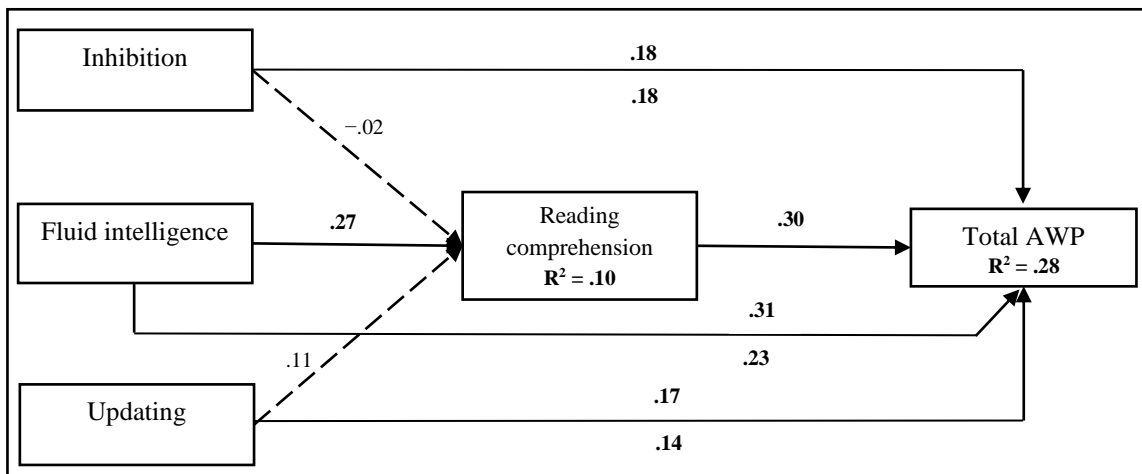 Inhibition
.18
.18
−.02
Fluid intelligence
.27
Reading
comprehension
R² = .10
.30
Total AWP
R² = .28
.31
.23
.11
Updating
.17
.14